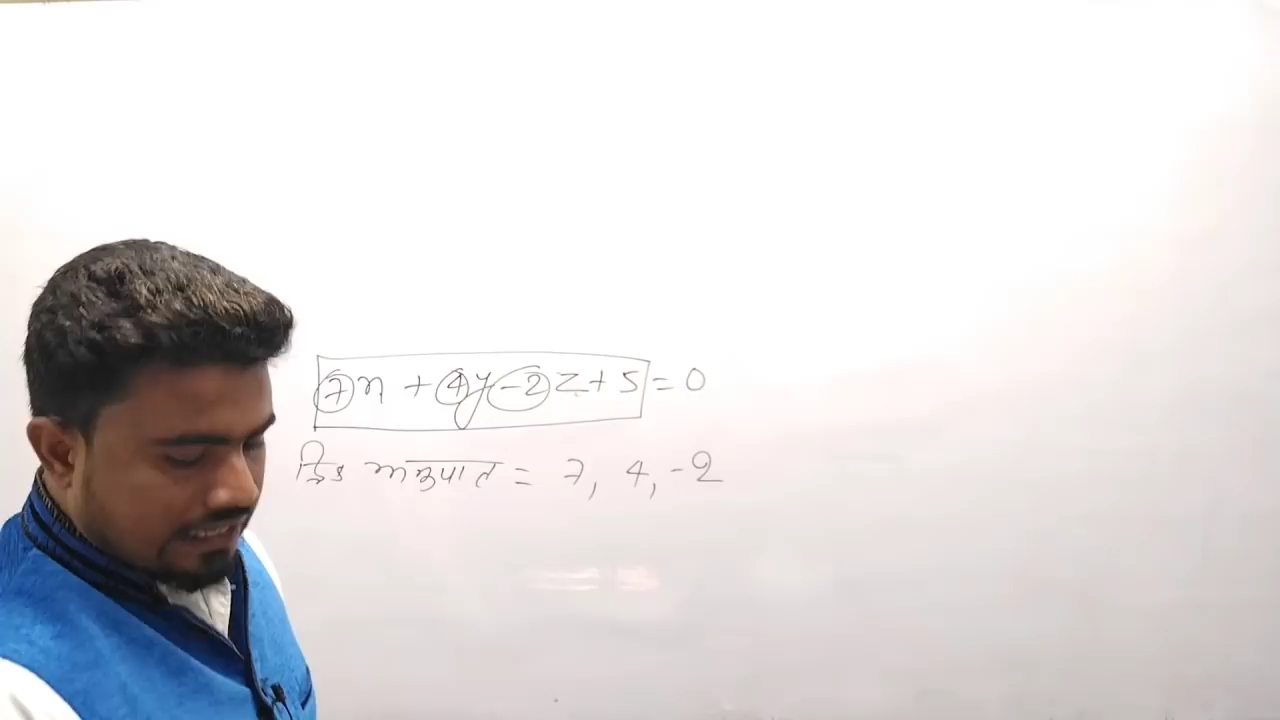 7x + 4y - 2z + 5 = 0
दिक् अनुपात = 7, 4, -2